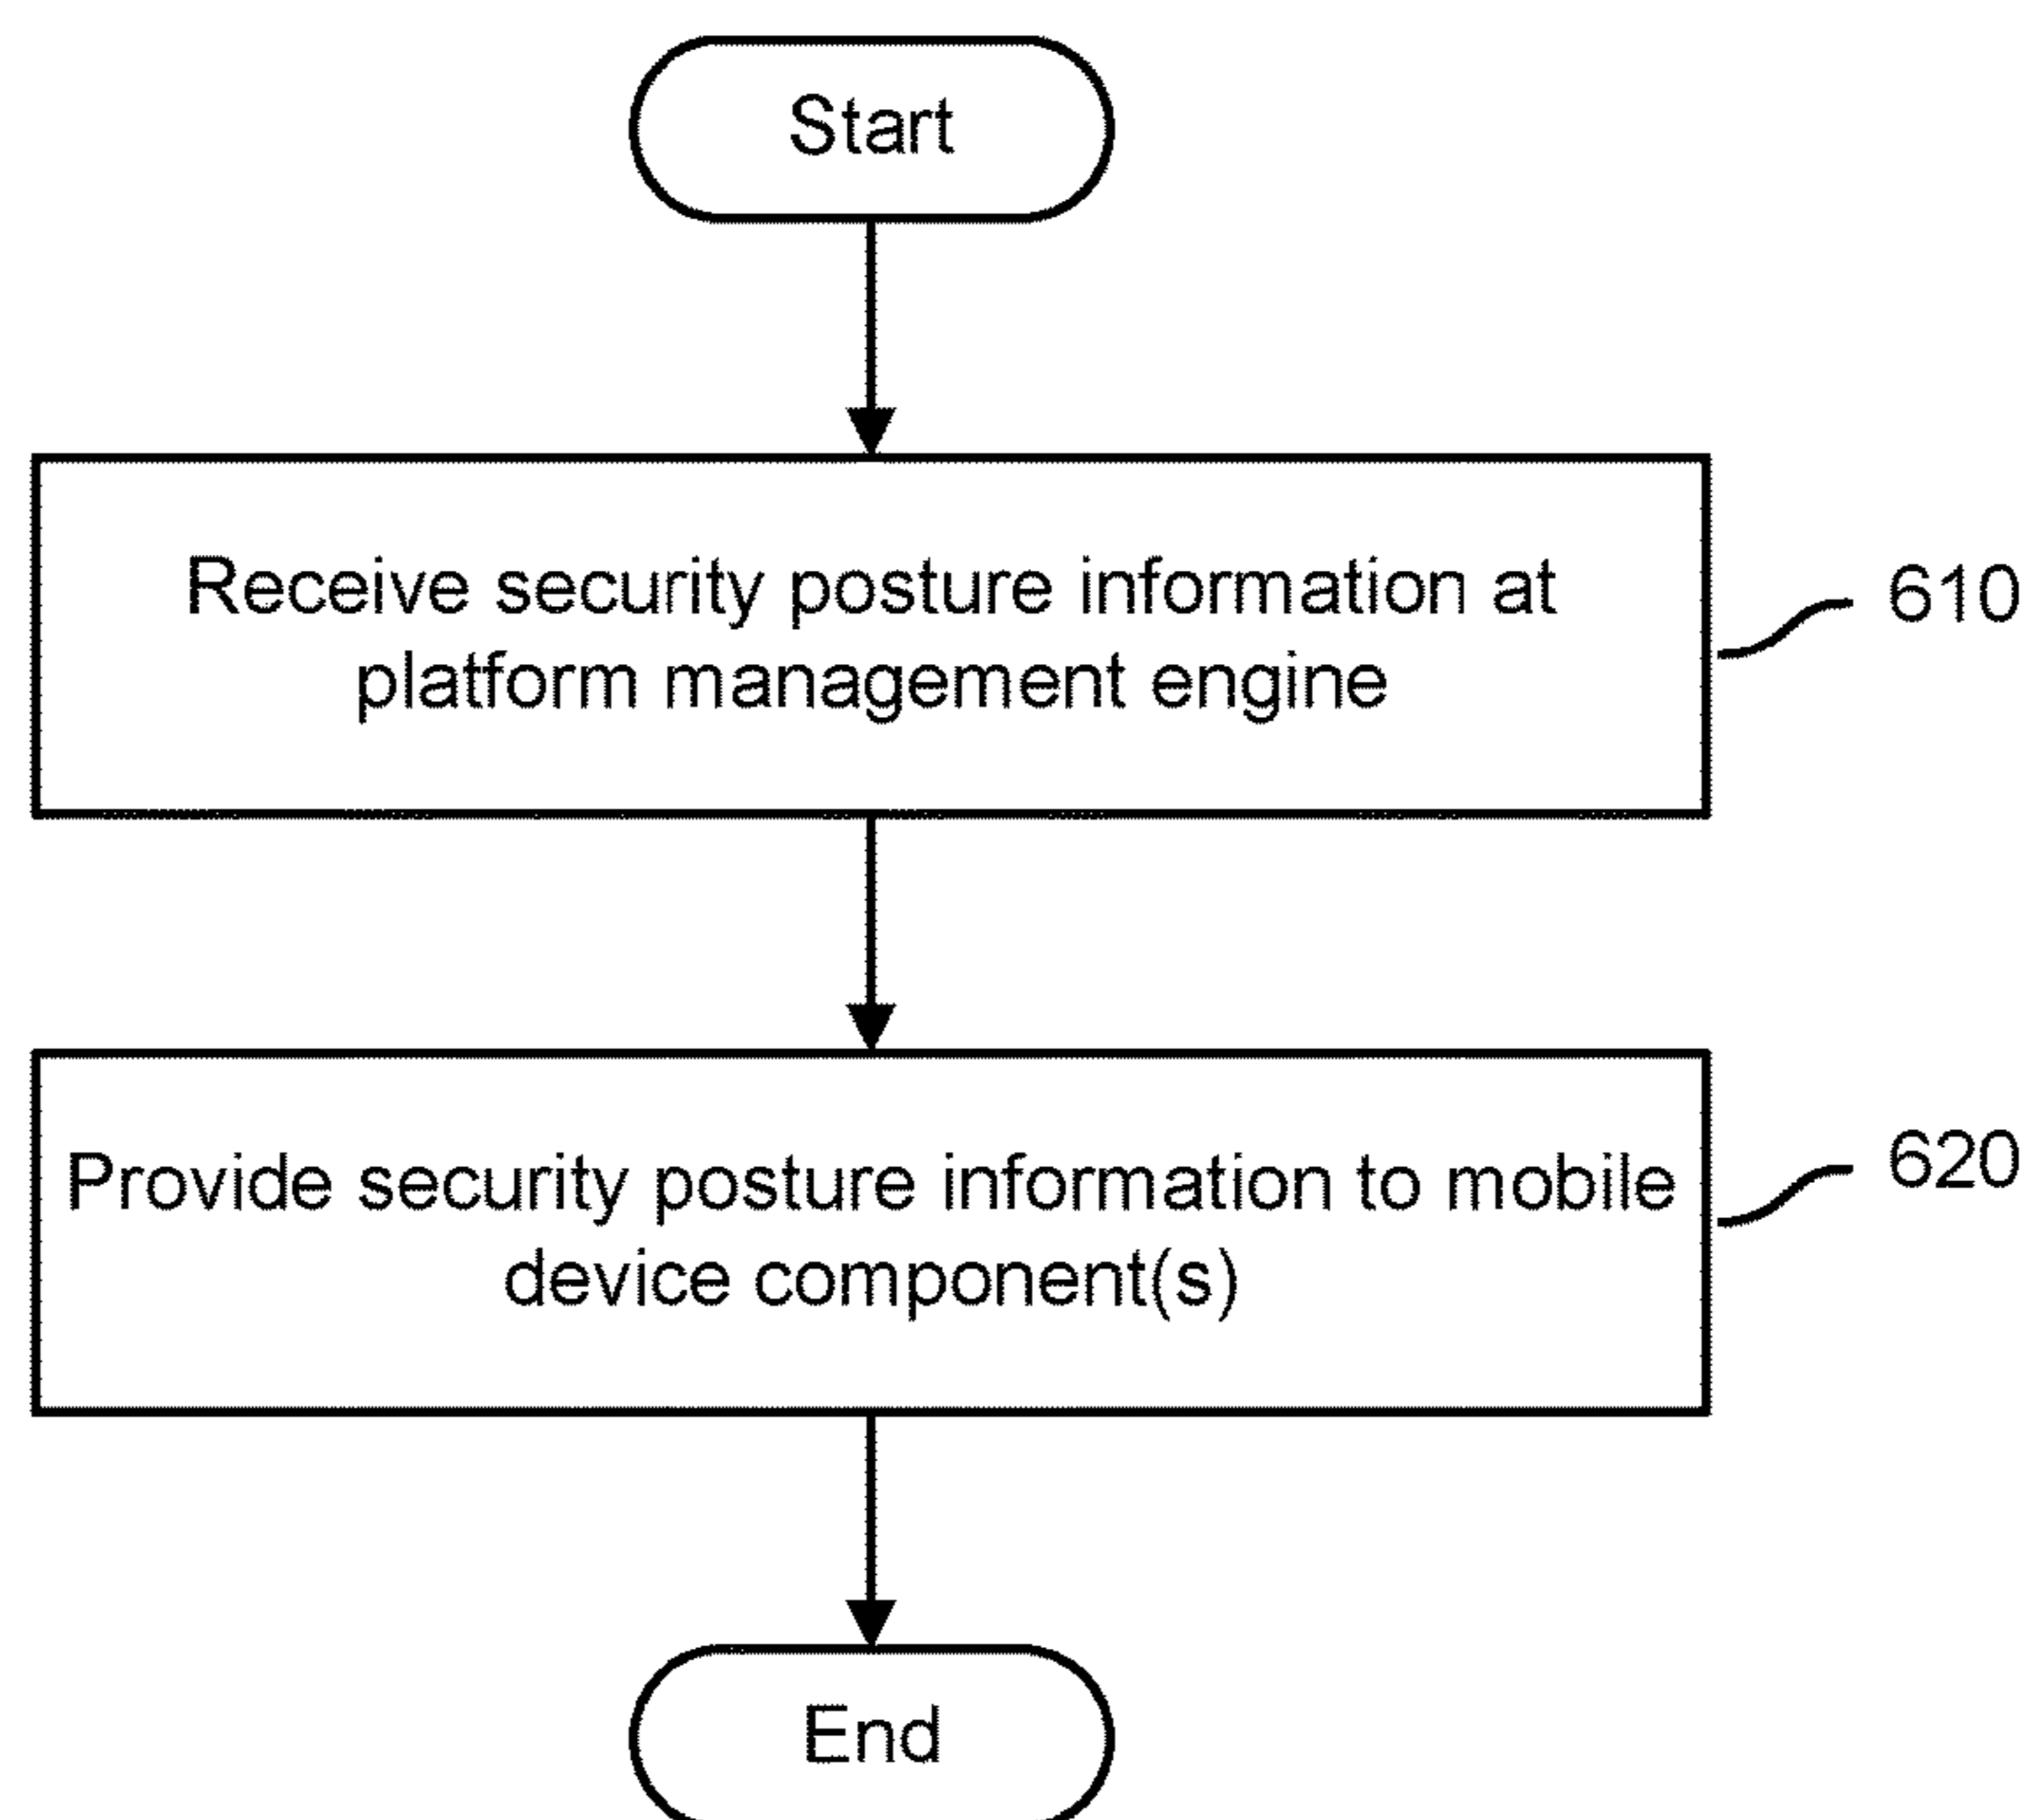 Start
Receive security posture information at
platform management engine
610
Provide security posture information to mobile
device component(s)
620
End